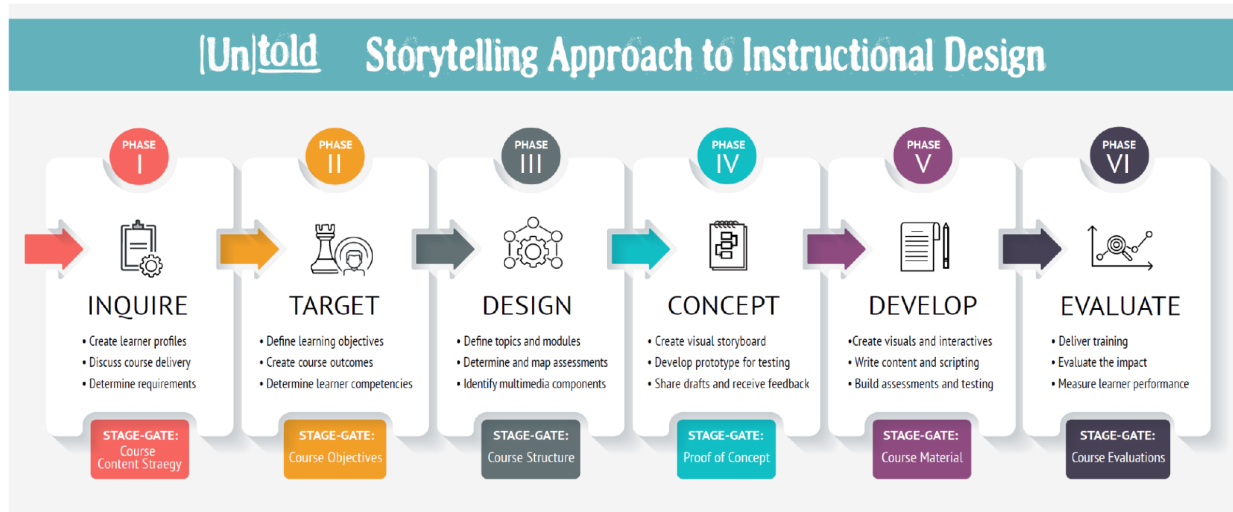 |Un|told Storytelling Approach to Instructional Design
PHASE
I
INQUIRE
• Create learner profiles
• Discuss course delivery
• Determine requirements
STAGE-GATE:
Course
Content Straegy
PHASE
II
TARGET
• Define learning objectives
• Create course outcomes
• Determine learner competencies
STAGE-GATE:
Course Objectives
PHASE
III
DESIGN
• Define topics and modules
• Determine and map assessments
• Identify multimedia components
STAGE-GATE:
Course Structure
PHASE
IV
CONCEPT
• Create visual storyboard
• Develop prototype for testing
• Share drafts and receive feedback
STAGE-GATE:
Proof of Concept
PHASE
V
DEVELOP
•Create visuals and interactives
• Write content and scripting
• Build assessments and testing
STAGE-GATE:
Course Material
PHASE
VI
EVALUATE
• Deliver training
• Evaluate the impact
• Measure learner performance
STAGE-GATE:
Course Evaluations